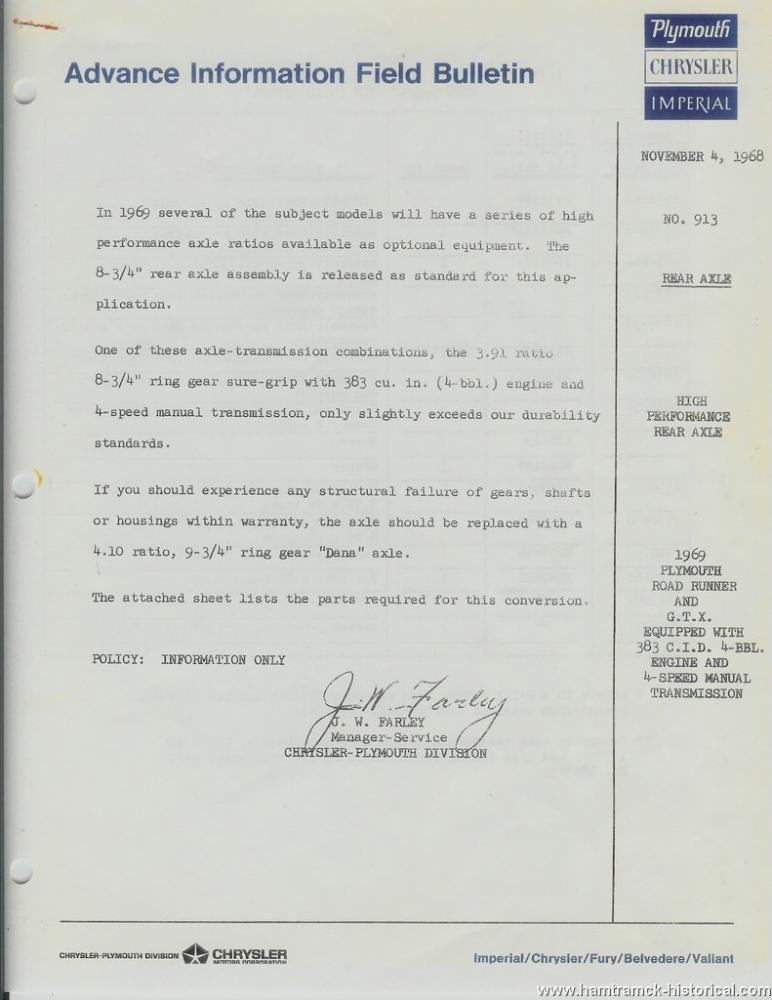 Plymouth
CHRYSLER
IMPERIAL
Advance Information Field Bulletin
NOVEMBER 4, 1968
NO. 913
REAR AXLE
HIGH
PERFORMANCE
REAR AXLE
1969
PLYMOUTH
ROAD RUNNER
AND
G.T.X.
EQUIPPED WITH
383 C.I.D. 4-BBL.
ENGINE AND
4-SPEED MANUAL
TRANSMISSION
In 1969 several of the subject models will have a series of high
performance axle ratios available as optional equipment. The
8-3/4" rear axle assembly is released as standard for this ap-
plication.
One of these axle-transmission combinations, the 3.91 ratio
8-3/4" ring gear sure-grip with 383 cu. in. (4-bbl.) engine and
4-speed manual transmission, only slightly exceeds our durability
standards.
If you should experience any structural failure of gears, shafts
or housings within warranty, the axle should be replaced with a
4.10 ratio, 9-3/4" ring gear "Dana" axle.
The attached sheet lists the parts required for this conversion.
POLICY: INFORMATION ONLY
J. W. Farley
J. W. FARLEY
Manager-Service
CHRYSLER-PLYMOUTH DIVISION
CHRYSLER-PLYMOUTH DIVISION CHRYSLER
MOTORS CORPORATION
Imperial/Chrysler/Fury/Belvedere/Valiant
www.hamtramck-historical.com